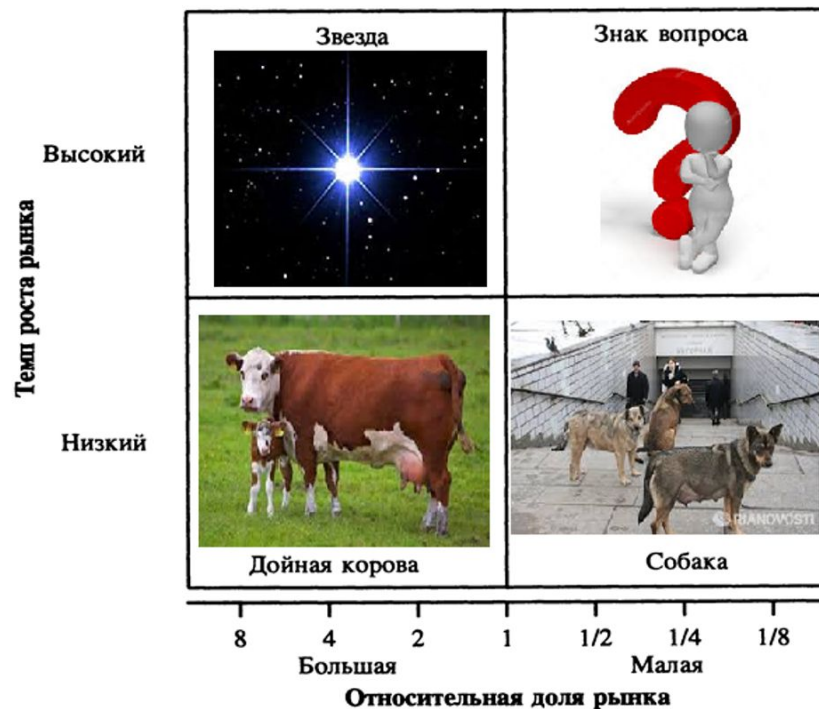 Звезда
Знак вопроса
Высокий
Темп роста рынка
Низкий
RIANOVOSTI
Дойная корова
Собака
8 4 2 1 1/2 1/4 1/8
Большая Малая
Относительная доля рынка